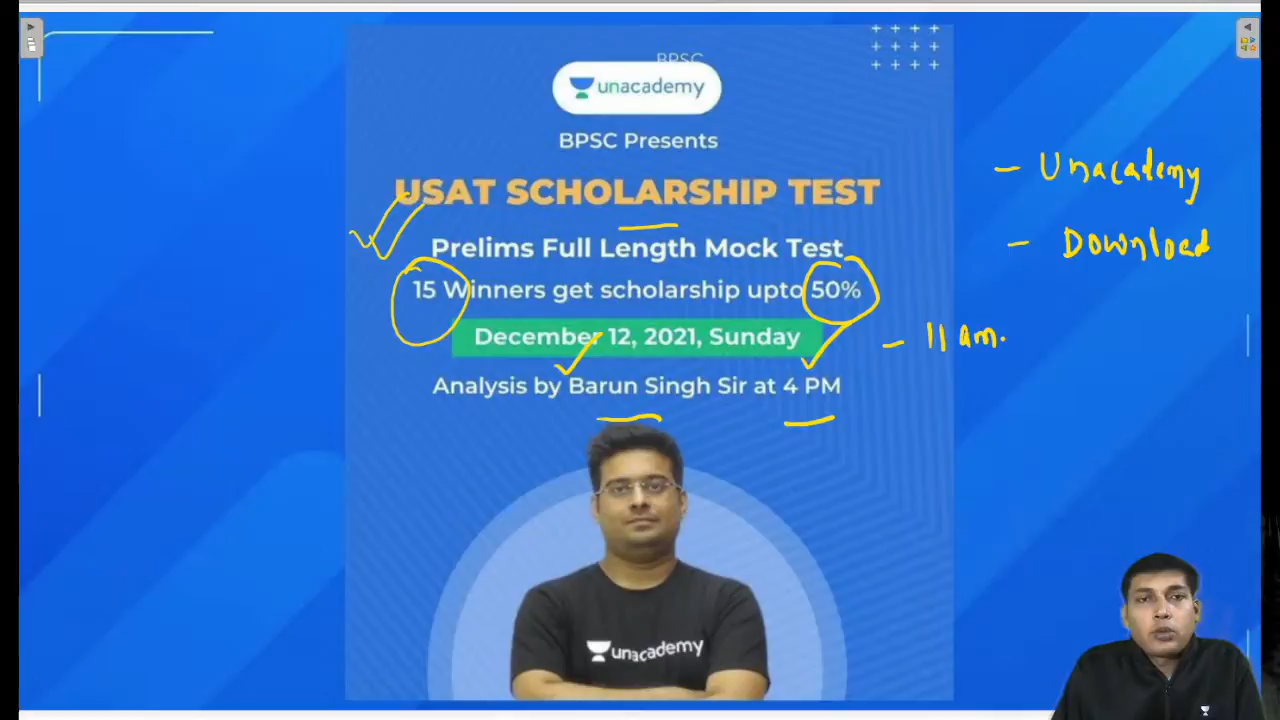 BPSC
unacademy
BPSC Presents
USAT SCHOLARSHIP TEST
Prelims Full Length Mock Test
15 Winners get scholarship upto 50%
December 12, 2021, Sunday
Analysis by Barun Singh Sir at 4 PM
unacademy
- Unacademy
- Download
- 11 am.